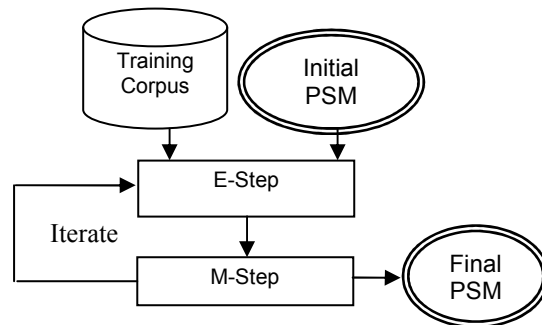 Training
Corpus
Initial
PSM
E-Step
Iterate
M-Step
Final
PSM